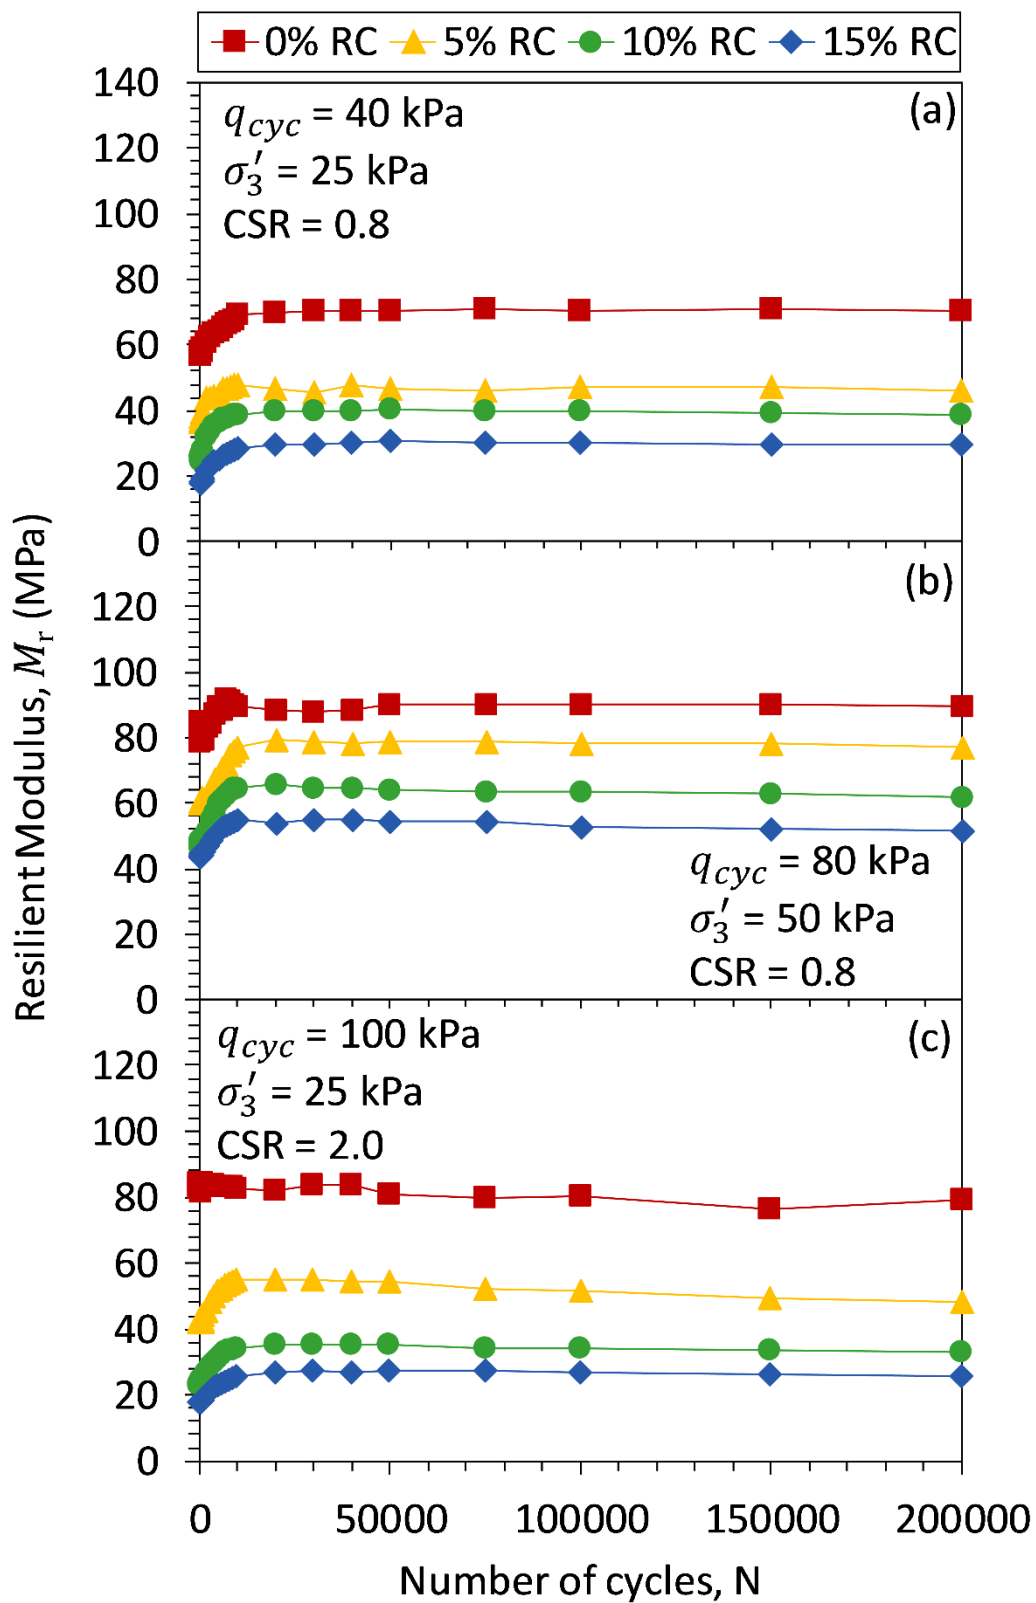 0% RC 5% RC 10% RC 15% RC
Resilient Modulus, M_r (MPa)
140
120
100
80
60
40
20
0
(a)
q_cyc = 40 kPa
σ₃′ = 25 kPa
CSR = 0.8
120
100
80
60
40
20
0
(b)
q_cyc = 80 kPa
σ₃′ = 50 kPa
CSR = 0.8
120
100
80
60
40
20
0
(c)
q_cyc = 100 kPa
σ₃′ = 25 kPa
CSR = 2.0
0 50000 100000 150000 200000
Number of cycles, N